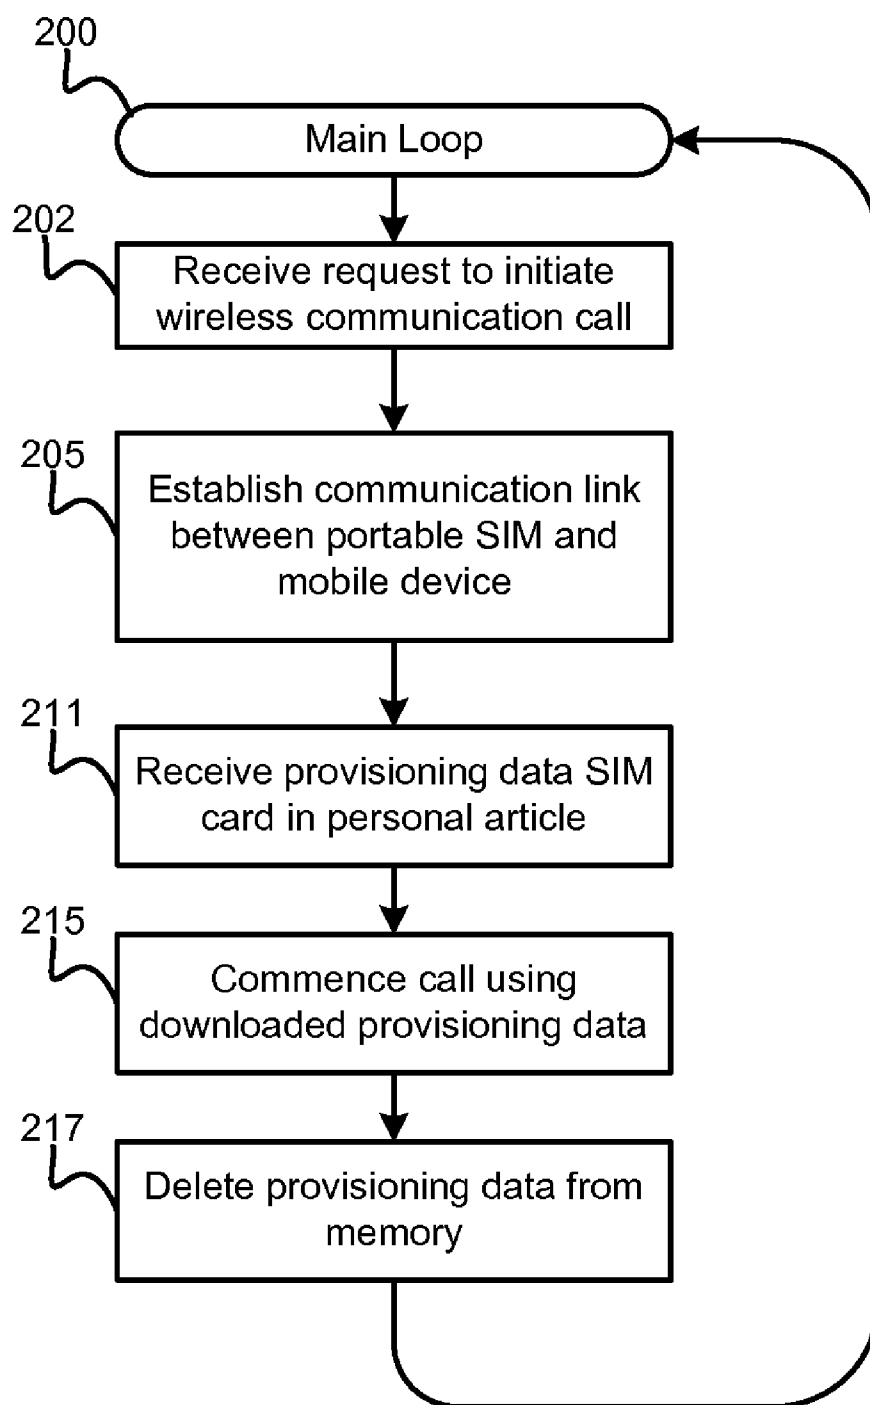 200
Main Loop
202
Receive request to initiate
wireless communication call
205
Establish communication link
between portable SIM and
mobile device
211
Receive provisioning data SIM
card in personal article
215
Commence call using
downloaded provisioning data
217
Delete provisioning data from
memory